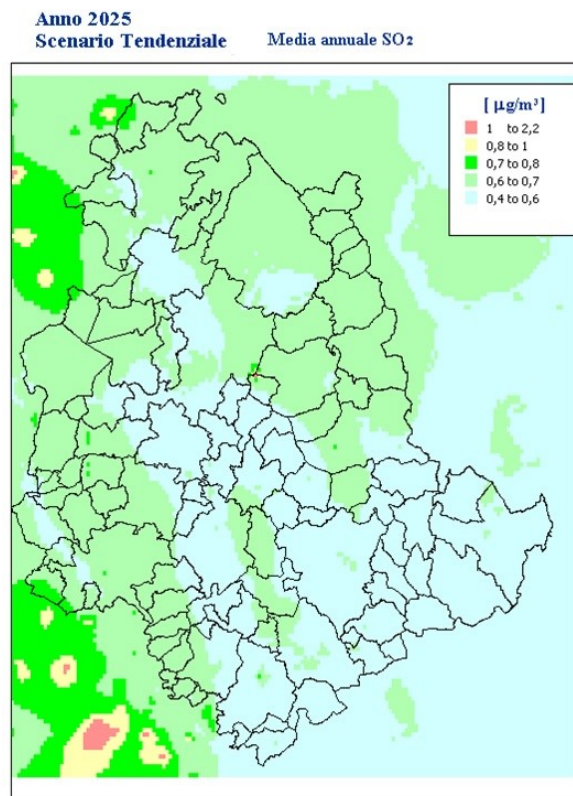 Anno 2025
Scenario Tendenziale Media annuale SO2
[ µg/m³]
1 to 2,2
0,8 to 1
0,7 to 0,8
0,6 to 0,7
0,4 to 0,6